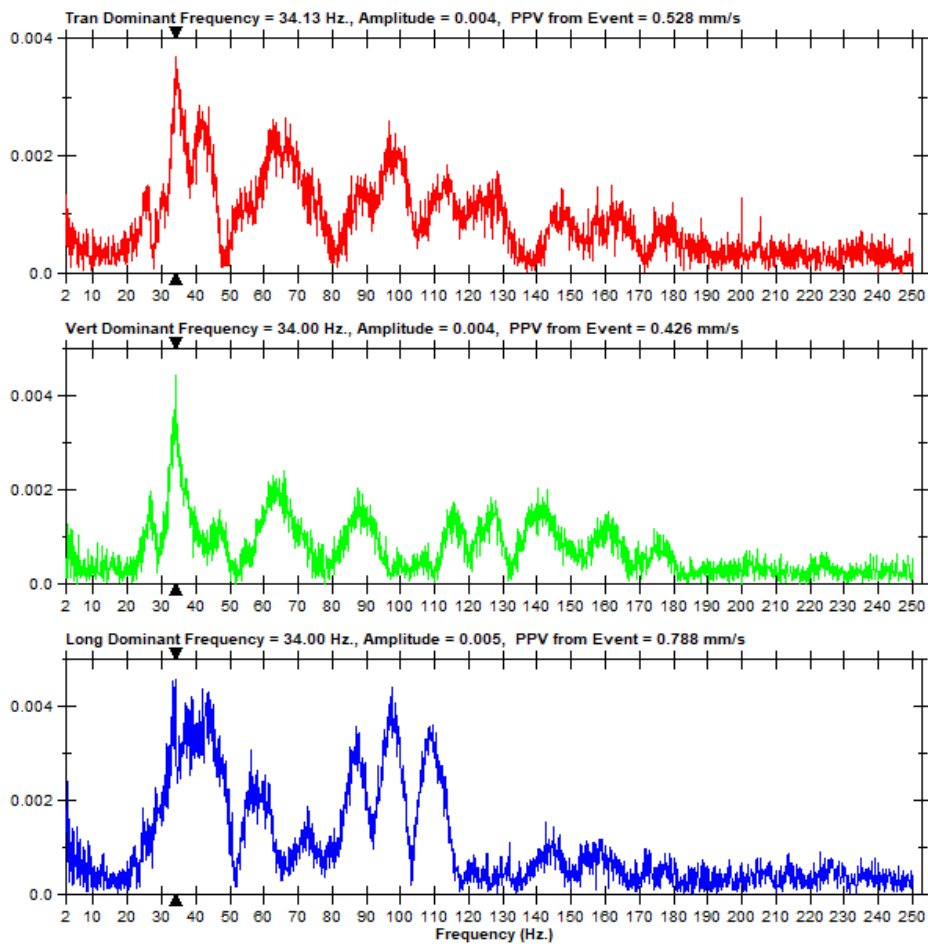 Tran Dominant Frequency = 34.13 Hz., Amplitude = 0.004, PPV from Event = 0.528 mm/s
0.004
0.002
0.0
2 10 20 30 40 50 60 70 80 90 100 110 120 130 140 150 160 170 180 190 200 210 220 230 240 250
Vert Dominant Frequency = 34.00 Hz., Amplitude = 0.004, PPV from Event = 0.426 mm/s
0.004
0.002
0.0
2 10 20 30 40 50 60 70 80 90 100 110 120 130 140 150 160 170 180 190 200 210 220 230 240 250
Long Dominant Frequency = 34.00 Hz., Amplitude = 0.005, PPV from Event = 0.788 mm/s
0.004
0.002
0.0
2 10 20 30 40 50 60 70 80 90 100 110 120 130 140 150 160 170 180 190 200 210 220 230 240 250
Frequency (Hz.)